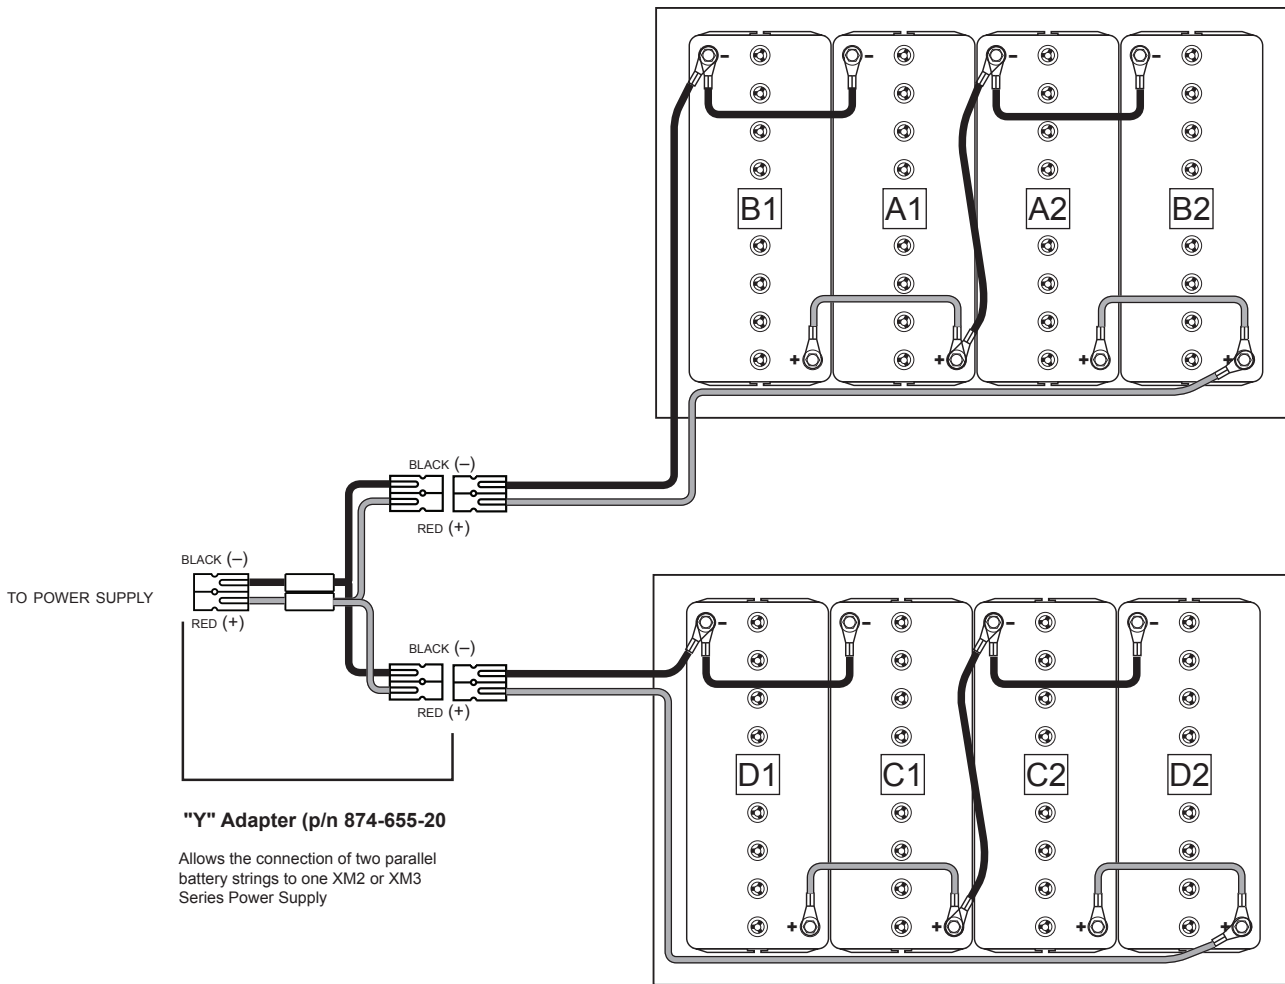 - - - -
B1 A1 A2 B2
+ + + +
BLACK (–)
RED (+)
BLACK (–)
TO POWER SUPPLY
RED (+)
BLACK (–)
RED (+)
- - - -
D1 C1 C2 D2
+ + + +
"Y" Adapter (p/n 874-655-20
Allows the connection of two parallel
battery strings to one XM2 or XM3
Series Power Supply